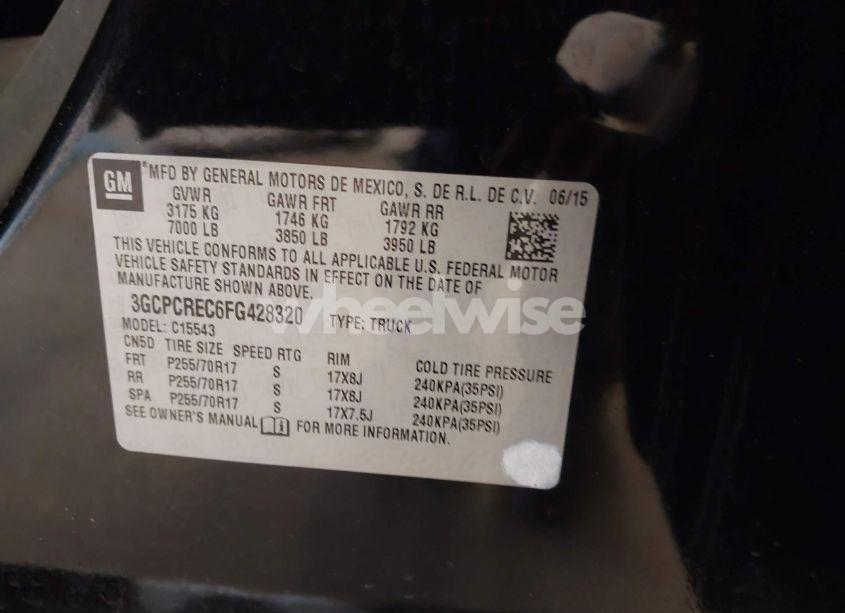 GM
®MFD BY GENERAL MOTORS DE MEXICO, S. DE R.L. DE C.V. 06/15
GVWR GAWR FRT GAWR RR
3175 KG 1746 KG 1792 KG
7000 LB 3850 LB 3950 LB
THIS VEHICLE CONFORMS TO ALL APPLICABLE U.S. FEDERAL MOTOR
VEHICLE SAFETY STANDARDS IN EFFECT ON THE DATE OF
MANUFACTURE SHOWN ABOVE.
3GCPCREC6FG428320 TYPE: TRUCK
MODEL: C15543
CN5D TIRE SIZE SPEED RTG RIM COLD TIRE PRESSURE
FRT P255/70R17 S 17X8J 240KPA(35PSI)
RR P255/70R17 S 17X8J 240KPA(35PSI)
SPA P255/70R17 S 17X7.5J 240KPA(35PSI)
SEE OWNER'S MANUAL FOR MORE INFORMATION.
wheelwise